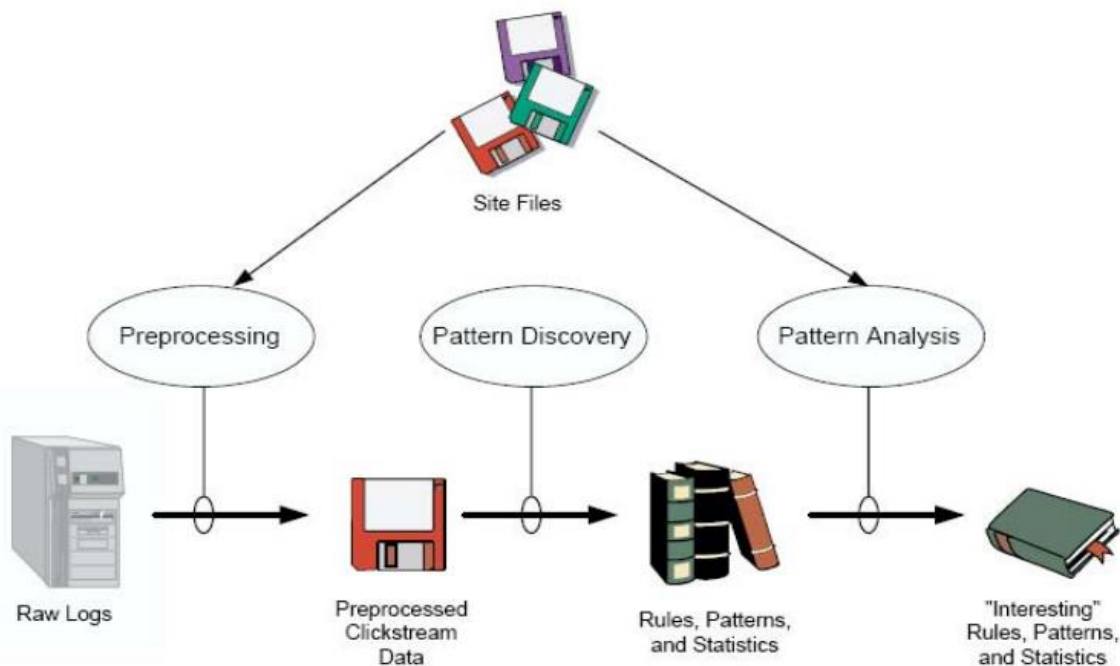 Site Files
Preprocessing
Pattern Discovery
Pattern Analysis
Raw Logs
Preprocessed
Clickstream
Data
Rules, Patterns,
and Statistics
"Interesting"
Rules, Patterns,
and Statistics